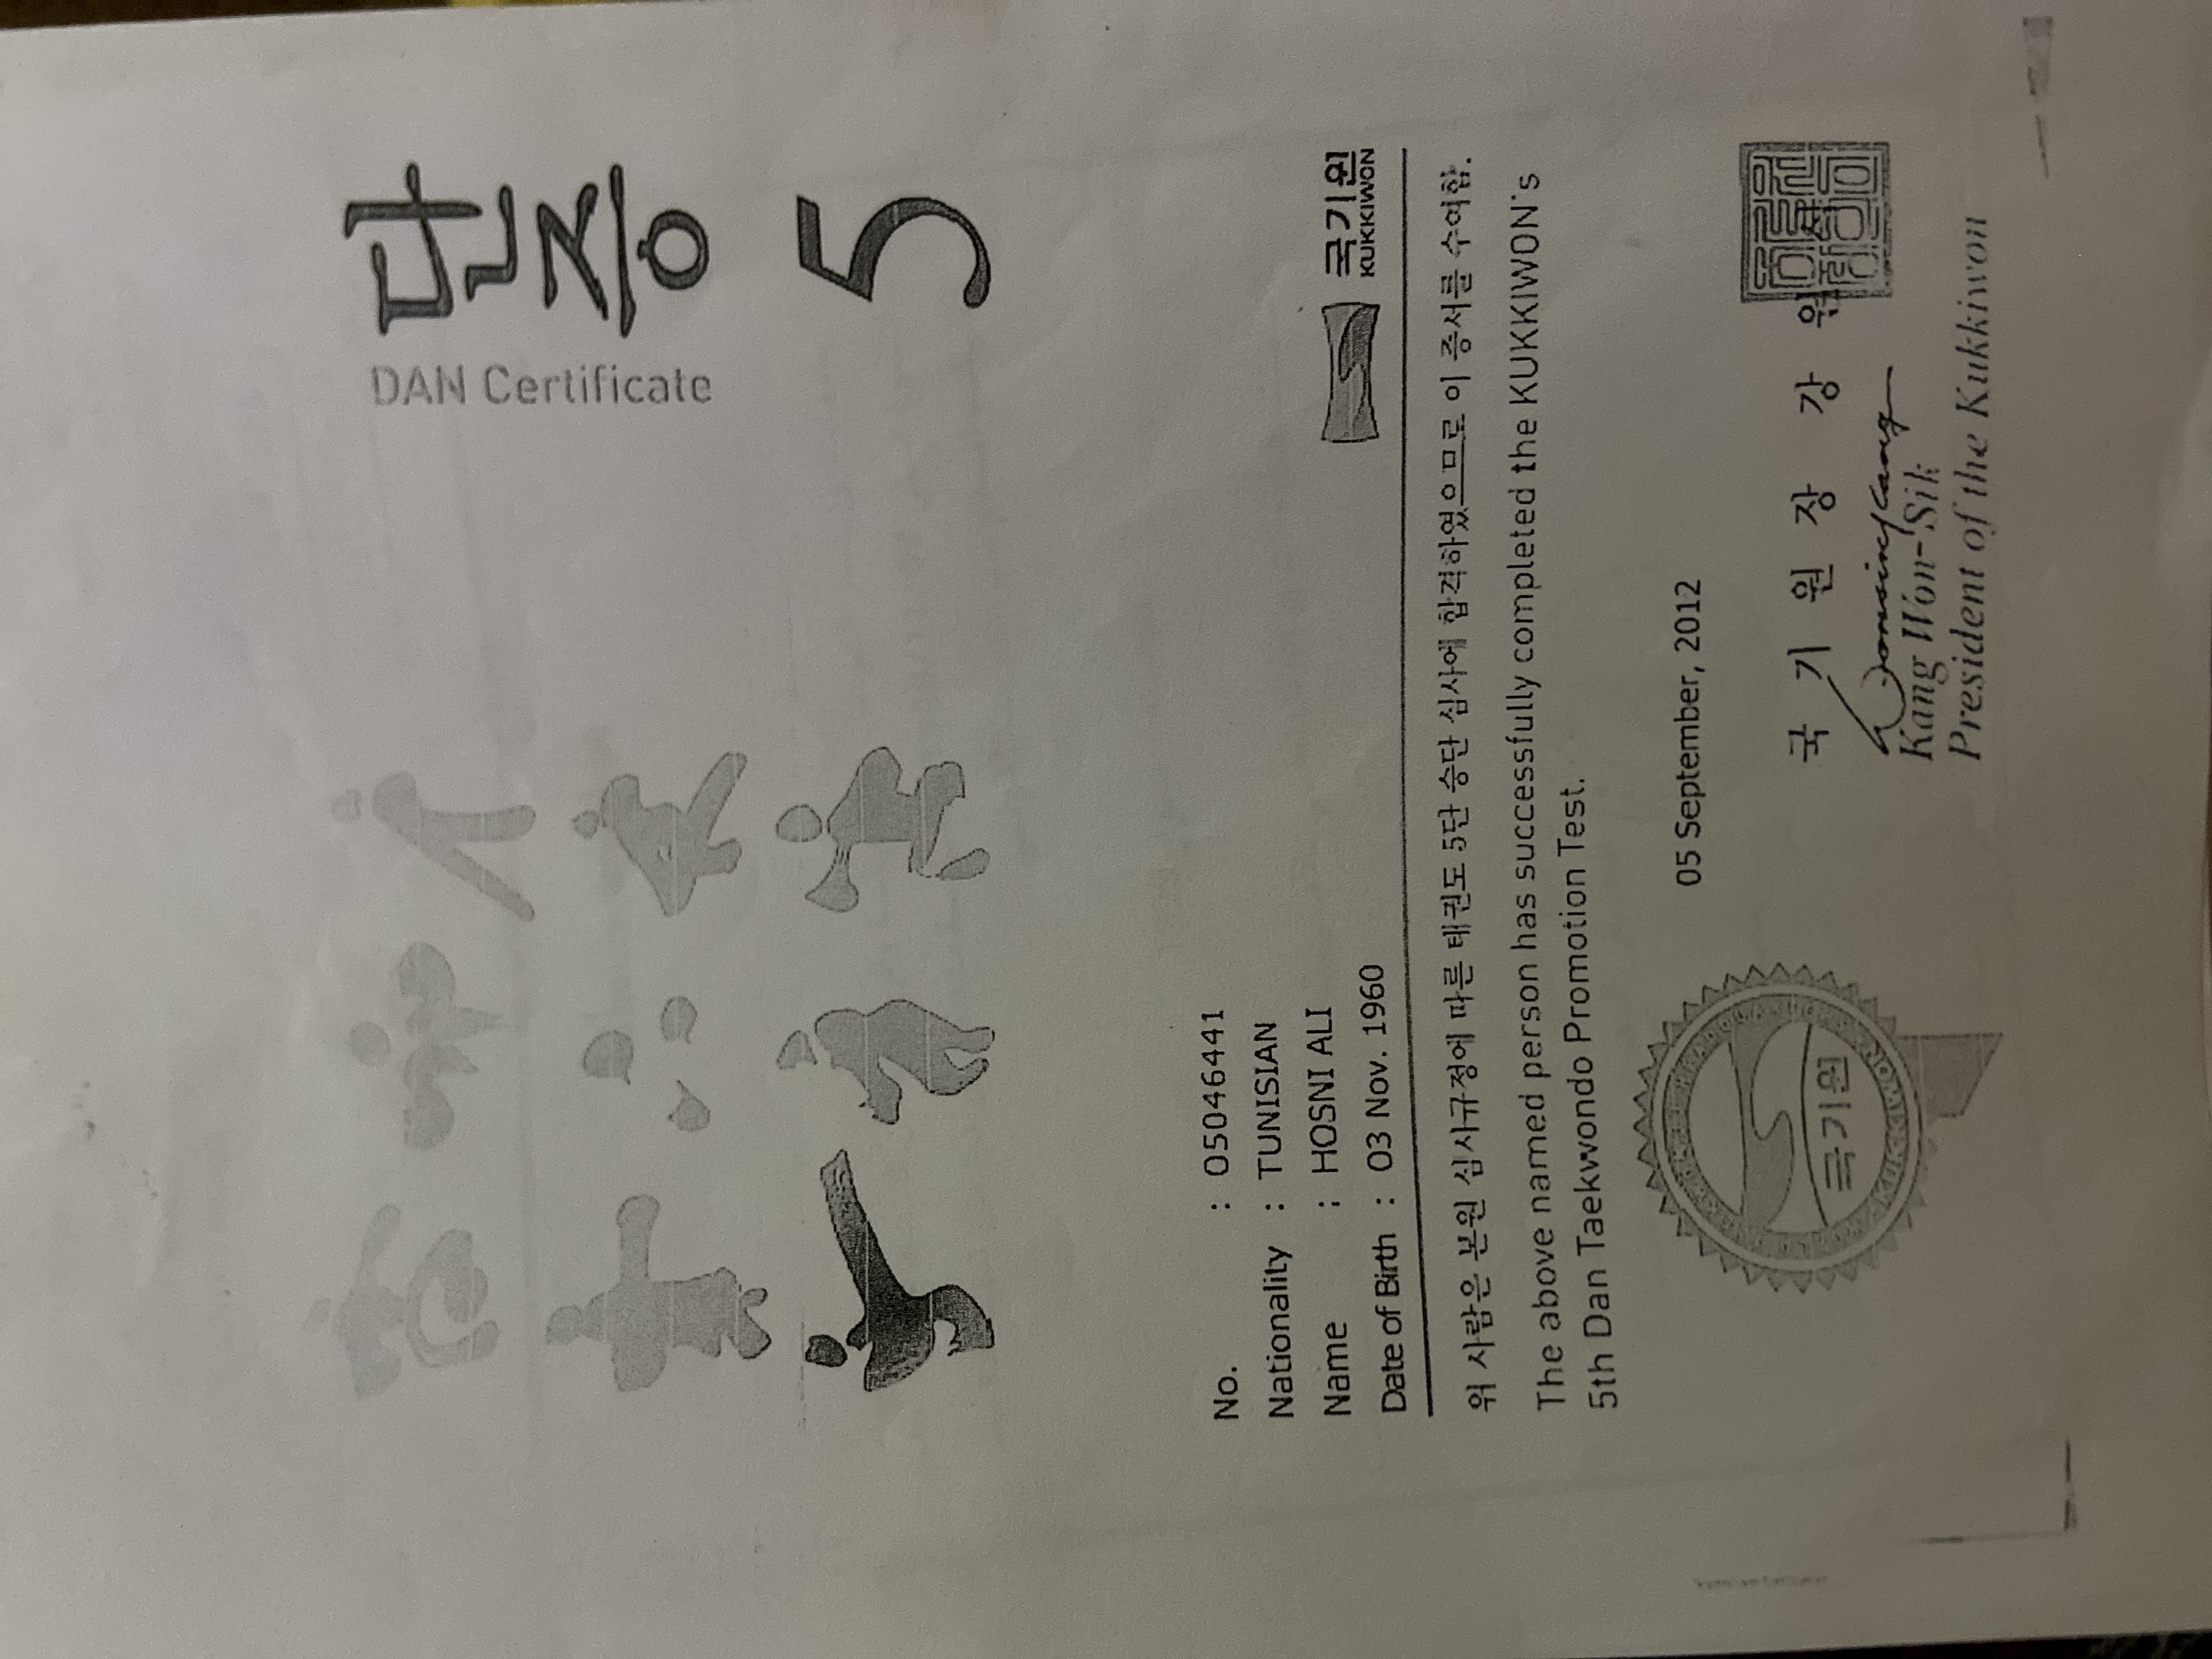 단증
DAN Certificate
5
No. : 05046441
Nationality : TUNISIAN
Name : HOSNI ALI
Date of Birth : 03 Nov. 1960
국기원
KUKKIWON
위 사람은 본원 심사규정에 따른 태권도 5단 승단 심사에 합격하였으므로 이 증서를 수여함.
The above named person has successfully completed the KUKKIWON's
5th Dan Taekwondo Promotion Test.
05 September, 2012
국 기 원 장 강 원
Kang Won-Sik
President of the Kukkiwon
국기원